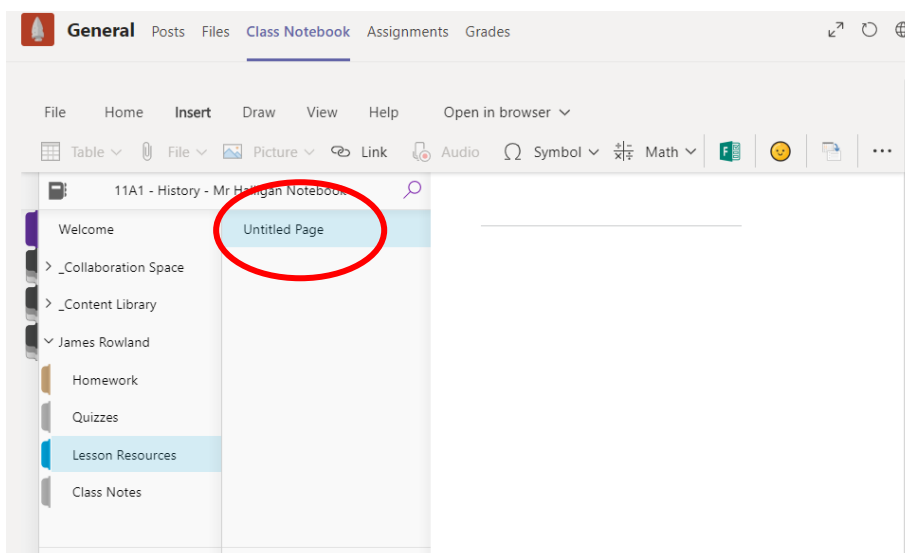 General Posts Files Class Notebook Assignments Grades
File Home Insert Draw View Help Open in browser
Table File Picture Link Audio Symbol Math F
11A1 - History - Mr Halligan Notebook
Welcome
Untitled Page
_Collaboration Space
_Content Library
James Rowland
Homework
Quizzes
Lesson Resources
Class Notes